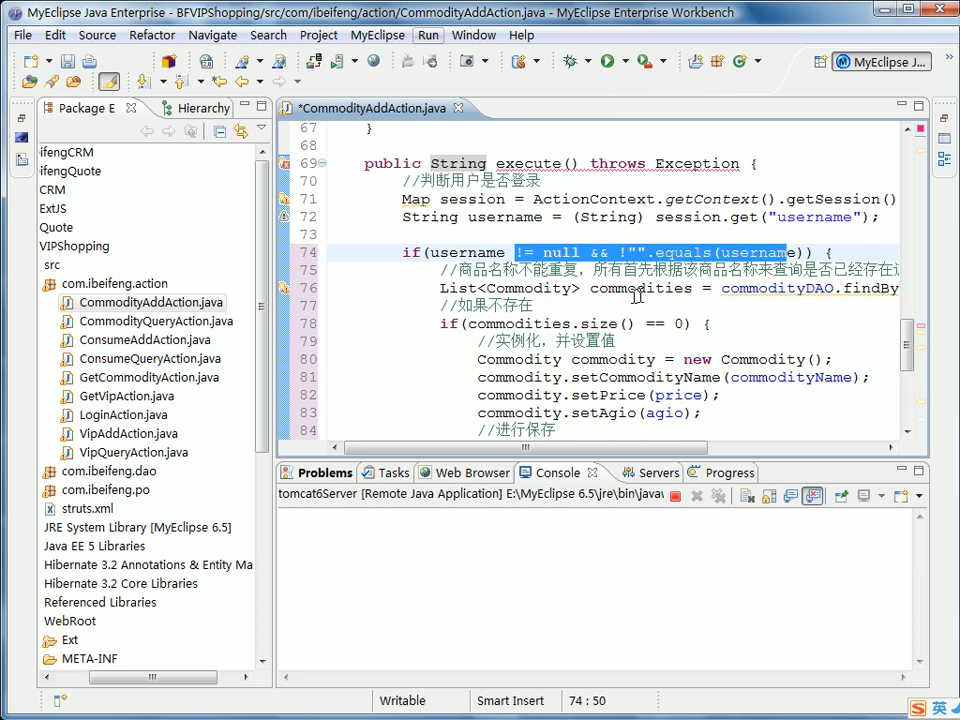 MyEclipse Java Enterprise - BFVIPShopping/src/com/ibeifeng/action/CommodityAddAction.java - MyEclipse Enterprise Workbench
File Edit Source Refactor Navigate Search Project MyEclipse Run Window Help
MyEclipse J...
Package E
Hierarchy
*CommodityAddAction.java
ifengCRM
ifengQuote
CRM
ExtJS
Quote
VIPShopping
src
com.ibeifeng.action
CommodityAddAction.java
CommodityQueryAction.java
ConsumeAddAction.java
ConsumeQueryAction.java
GetCommodityAction.java
GetVipAction.java
LoginAction.java
VipAddAction.java
VipQueryAction.java
com.ibeifeng.dao
com.ibeifeng.po
struts.xml
JRE System Library [MyEclipse 6.5]
Java EE 5 Libraries
Hibernate 3.2 Annotations & Entity Ma
Hibernate 3.2 Core Libraries
Referenced Libraries
WebRoot
Ext
META-INF
67 }
68
69 public String execute() throws Exception {
70 //判断用户是否登录
71 Map session = ActionContext.getContext().getSession()
72 String username = (String) session.get("username");
73
74 if(username != null && !"".equals(username)) {
75 //商品名称不能重复，所有首先根据该商品名称来查询是否已经存在
76 List<Commodity> commodities = commodityDAO.findBy
77 //如果不存在
78 if(commodities.size() == 0) {
79 //实例化，并设置值
80 Commodity commodity = new Commodity();
81 commodity.setCommodityName(commodityName);
82 commodity.setPrice(price);
83 commodity.setAgio(agio);
84 //进行保存
Problems Tasks Web Browser Console Servers Progress
tomcat6Server [Remote Java Application] E:\MyEclipse 6.5\jre\bin\java
Writable Smart Insert 74 : 50
S 英